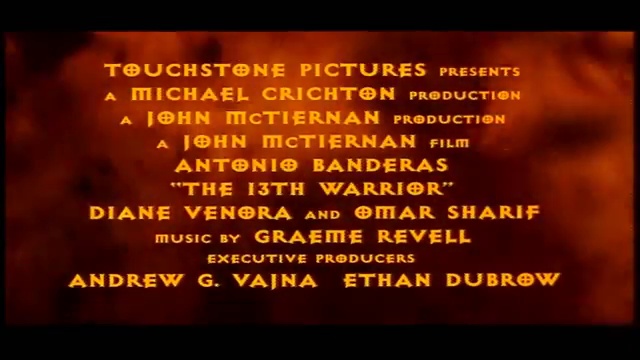 TOUCHSTONE PICTURES PRESENTS
A MICHAEL CRICHTON PRODUCTION
A JOHN McTIERNAN PRODUCTION
A JOHN McTIERNAN FILM
ANTONIO BANDERAS
"THE 13TH WARRIOR"
DIANE VENORA AND OMAR SHARIF
MUSIC BY GRAEME REVELL
EXECUTIVE PRODUCERS
ANDREW G. VAJNA ETHAN DUBROW